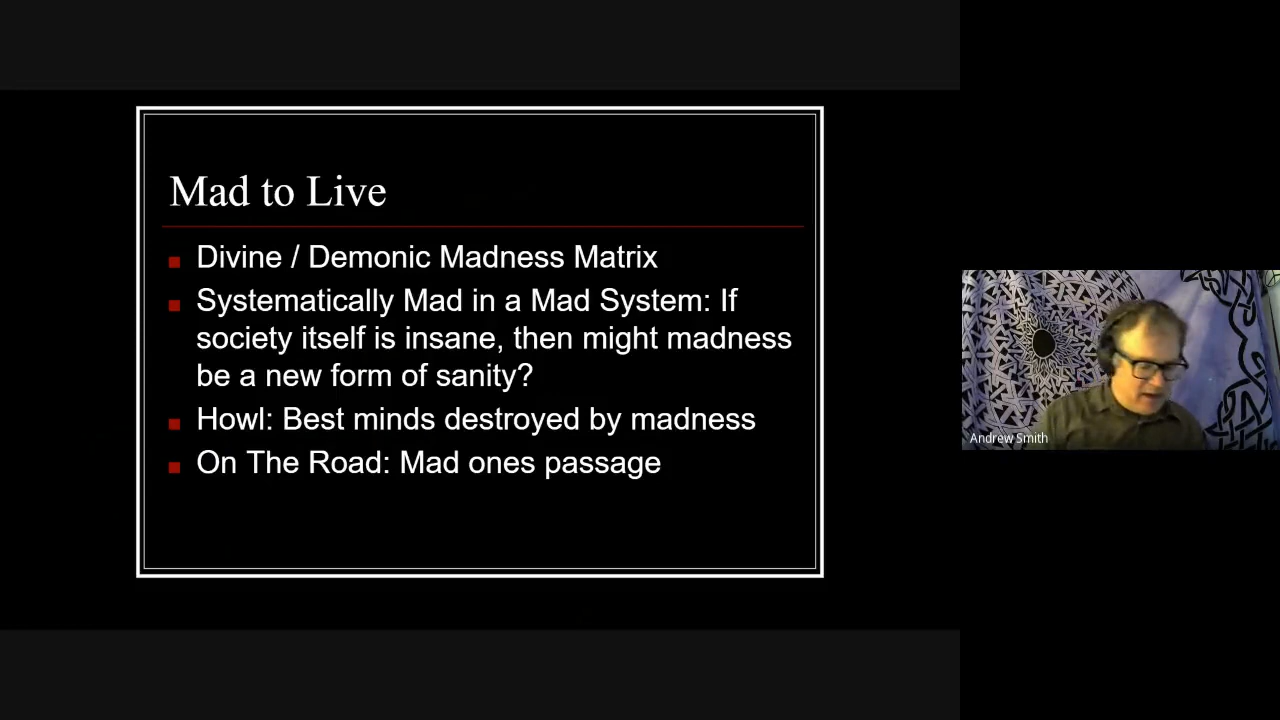 Mad to Live
Divine / Demonic Madness Matrix
Systematically Mad in a Mad System: If
society itself is insane, then might madness
be a new form of sanity?
Howl: Best minds destroyed by madness
On The Road: Mad ones passage
Andrew Smith